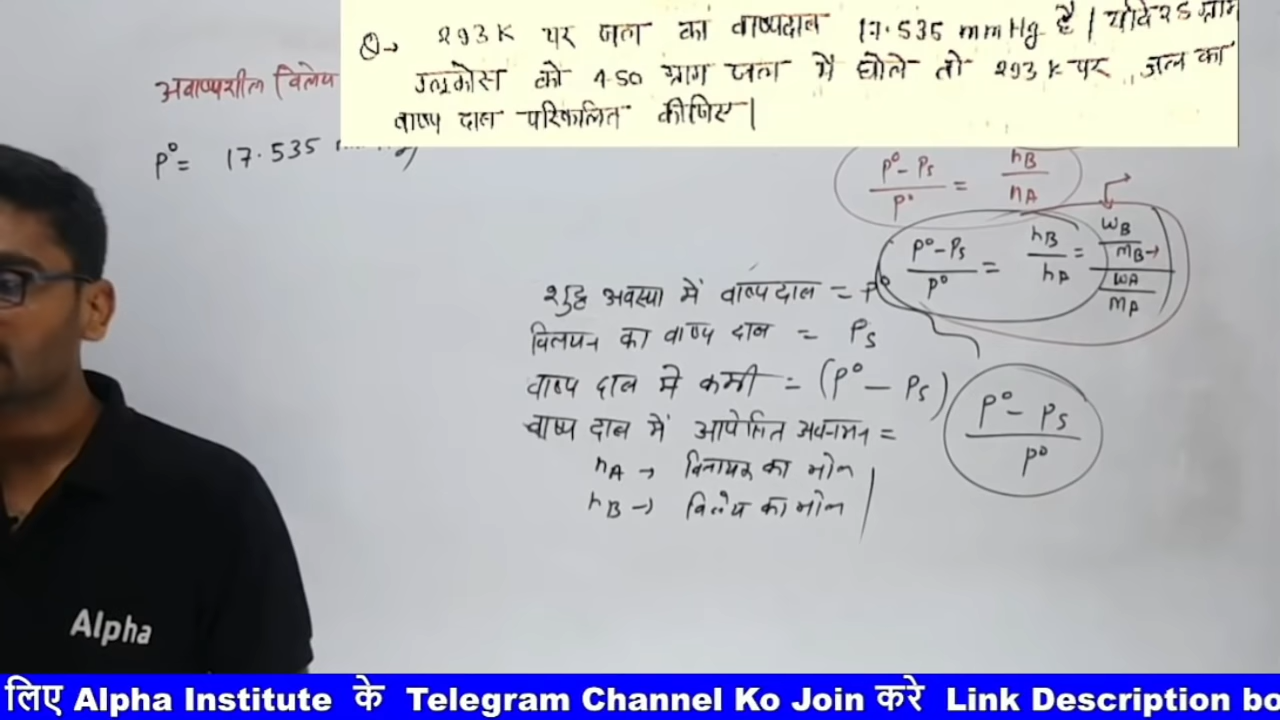 Q→ 293K पर जल का वाष्पदाब 17.535 mmHg है | यदि 25 ग्राम
ग्लूकोस को 450 ग्राम जल में घोले तो 293 K पर जल का
वाष्प दाब परिकलित कीजिए |
अवाष्पशील विलेय
P° = 17.535
P° - Ps / P° = nB / nA
P° - Ps / P° = nB / nA = WB / MB / WA / MA
शुद्ध अवस्था में वाष्पदाब = P°
विलयन का वाष्प दाब = Ps
वाष्प दाब में कमी = (P° - Ps)
वाष्प दाब में आपेक्षित अवनमन = P° - Ps / P°
nA → विलायक का मोल
nB → विलेय का मोल
Alpha
लिए Alpha Institute के Telegram Channel Ko Join करे Link Description bo